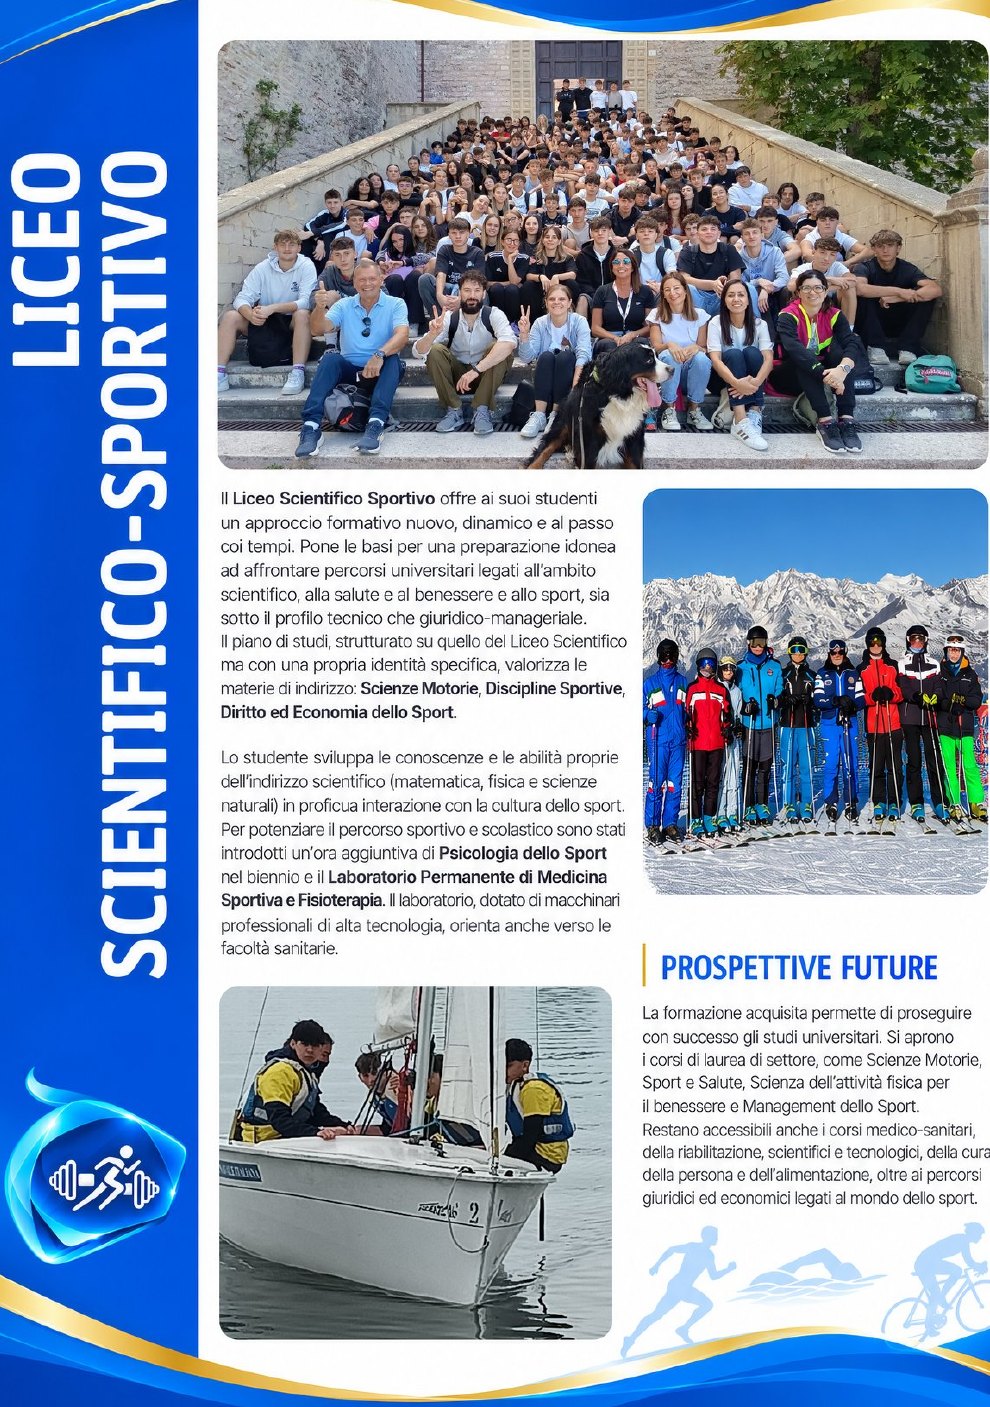 LICEO
SCIENTIFICO-SPORTIVO
Il Liceo Scientifico Sportivo offre ai suoi studenti
un approccio formativo nuovo, dinamico e al passo
coi tempi. Pone le basi per una preparazione idonea
ad affrontare percorsi universitari legati all'ambito
scientifico, alla salute e al benessere e allo sport, sia
sotto il profilo tecnico che giuridico-manageriale.
Il piano di studi, strutturato su quello del Liceo Scientifico
ma con una propria identità specifica, valorizza le
materie di indirizzo: Scienze Motorie, Discipline Sportive,
Diritto ed Economia dello Sport.
Lo studente sviluppa le conoscenze e le abilità proprie
dell'indirizzo scientifico (matematica, fisica e scienze
naturali) in proficua interazione con la cultura dello sport.
Per potenziare il percorso sportivo e scolastico sono stati
introdotti un'ora aggiuntiva di Psicologia dello Sport
nel biennio e il Laboratorio Permanente di Medicina
Sportiva e Fisioterapia. Il laboratorio, dotato di macchinari
professionali di alta tecnologia, orienta anche verso le
facoltà sanitarie.
2
PROSPETTIVE FUTURE
La formazione acquisita permette di proseguire
con successo gli studi universitari. Si aprono
i corsi di laurea di settore, come Scienze Motorie,
Sport e Salute, Scienza dell'attività fisica per
il benessere e Management dello Sport.
Restano accessibili anche i corsi medico-sanitari,
della riabilitazione, scientifici e tecnologici, della cura
della persona e dell'alimentazione, oltre ai percorsi
giuridici ed economici legati al mondo dello sport.